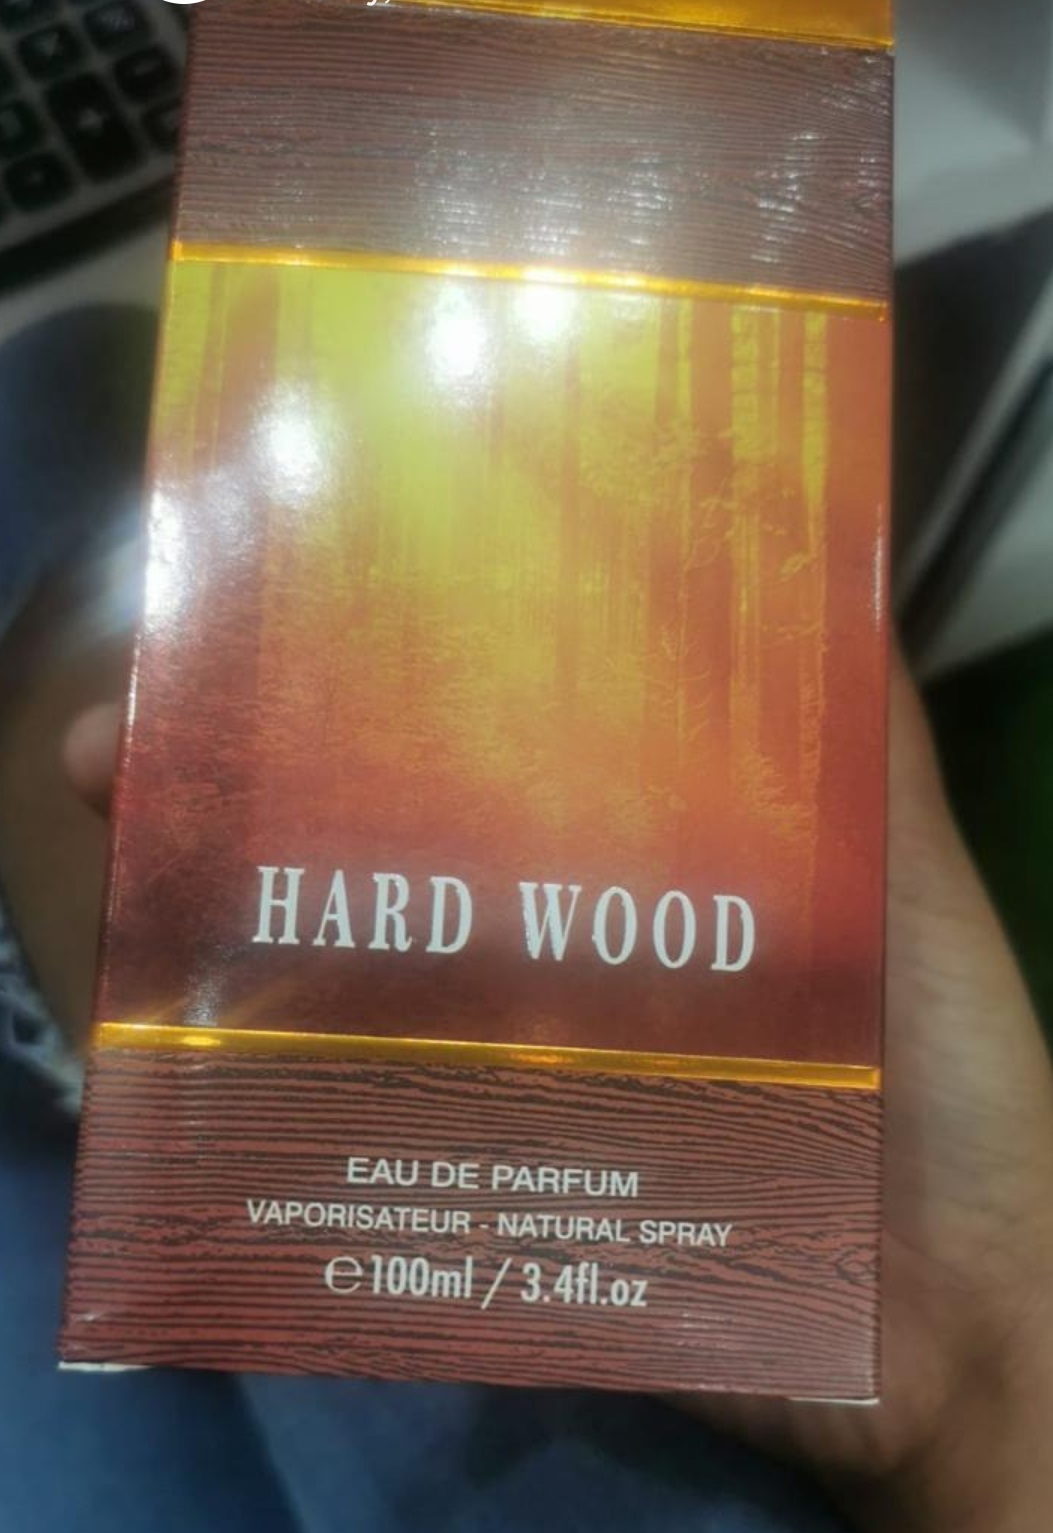 HARD WOOD
EAU DE PARFUM
VAPORISATEUR - NATURAL SPRAY
℮100ml / 3.4fl.oz